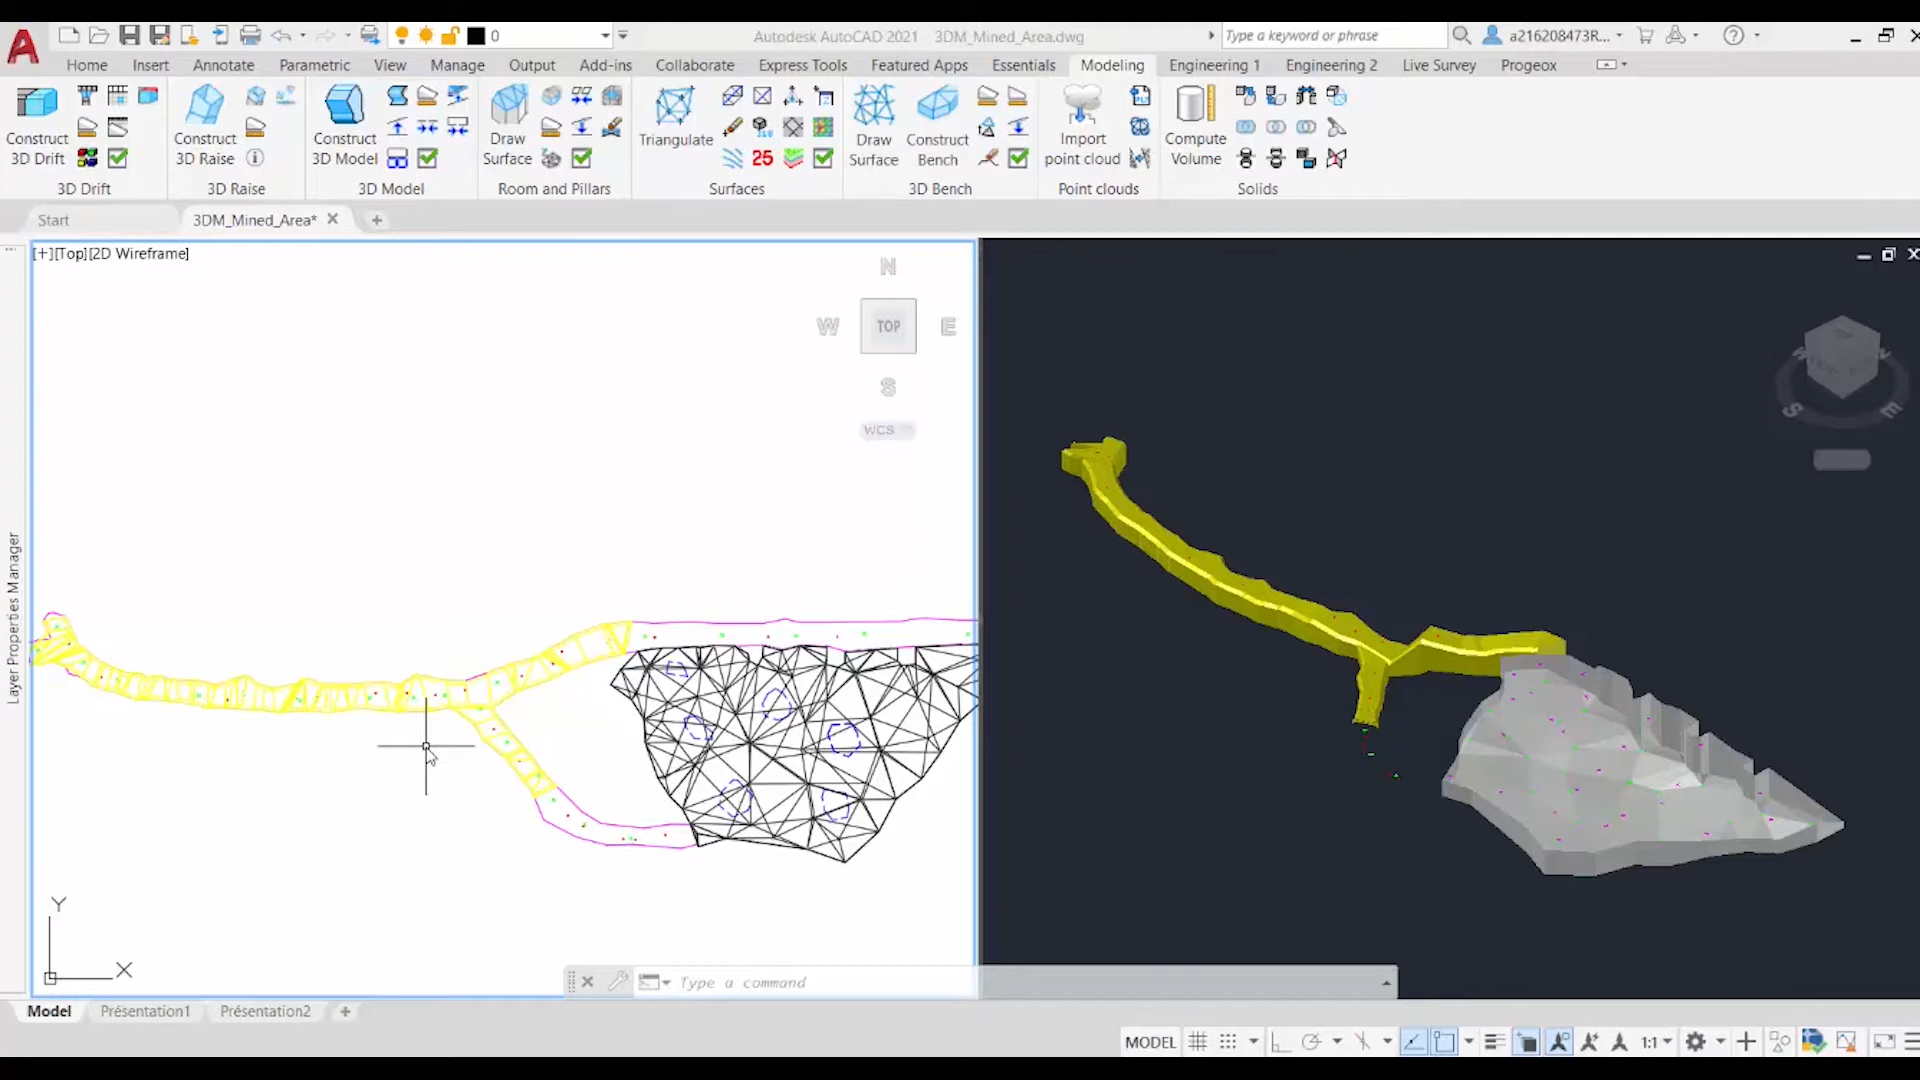 0
Autodesk AutoCAD 2021 3DM_Mined_Area.dwg
Type a keyword or phrase
a216208473R...
Home Insert Annotate Parametric View Manage Output Add-ins Collaborate Express Tools Featured Apps Essentials Modeling Engineering 1 Engineering 2 Live Survey Progeox
Construct
3D Drift
Construct
3D Raise
Construct
3D Model
Draw
Surface
Triangulate
25
Draw
Surface
Construct
Bench
Import
point cloud
Compute
Volume
3D Drift 3D Raise 3D Model Room and Pillars Surfaces 3D Bench Point clouds Solids
Start 3DM_Mined_Area*
[+][Top][2D Wireframe]
N
W TOP E
S
WCS
S E
Layer Properties Manager
Y
X
Type a command
Model Présentation1 Présentation2
MODEL 1:1